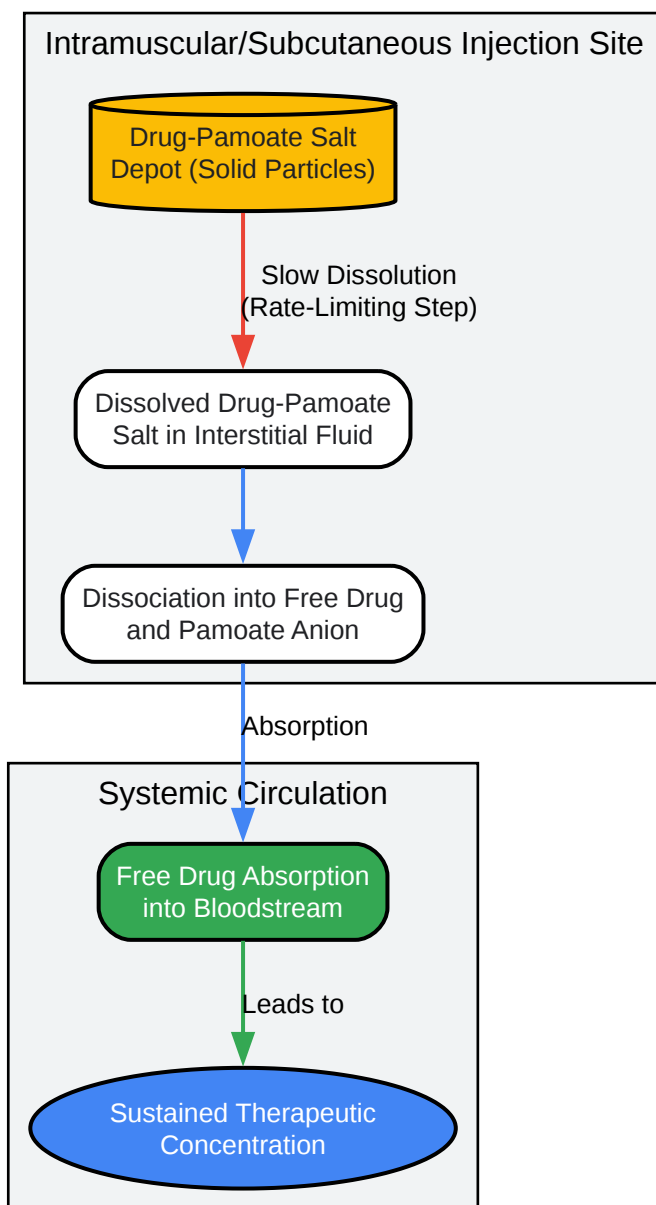 Intramuscular/Subcutaneous Injection Site
Drug-Pamoate Salt
Depot (Solid Particles)
Slow Dissolution
(Rate-Limiting Step)
Dissolved Drug-Pamoate
Salt in Interstitial Fluid
Dissociation into Free Drug
and Pamoate Anion
Absorption
Systemic Circulation
Free Drug Absorption
into Bloodstream
Leads to
Sustained Therapeutic
Concentration